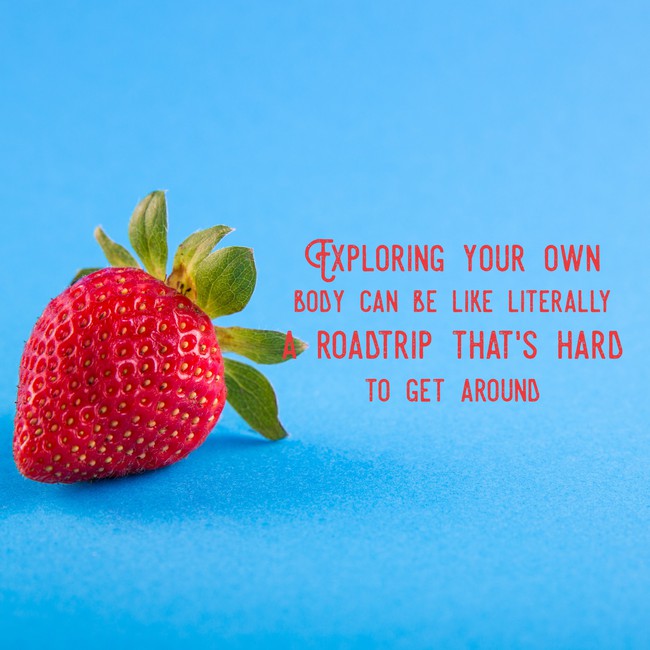 Exploring your own
body can be like literally
a roadtrip that's hard
to get around